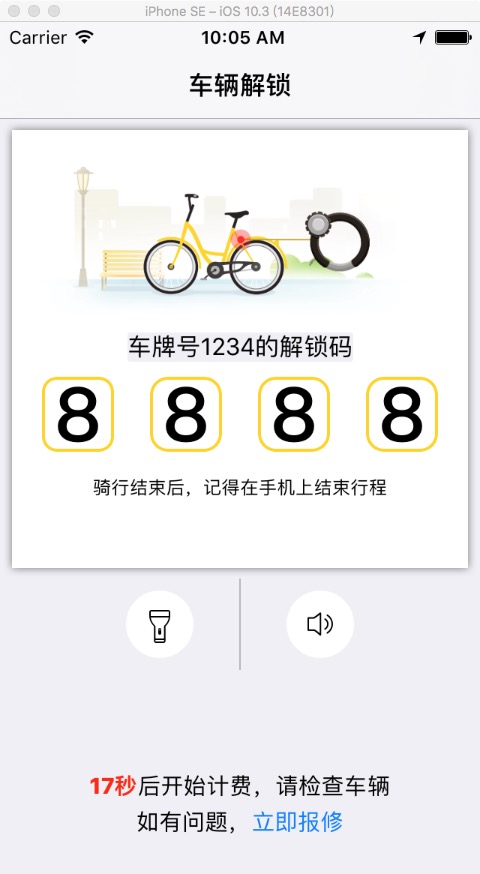 iPhone SE – iOS 10.3 (14E8301)
Carrier 10:05 AM
车辆解锁
车牌号1234的解锁码
8 8 8 8
骑行结束后，记得在手机上结束行程
17秒后开始计费，请检查车辆
如有问题，立即报修